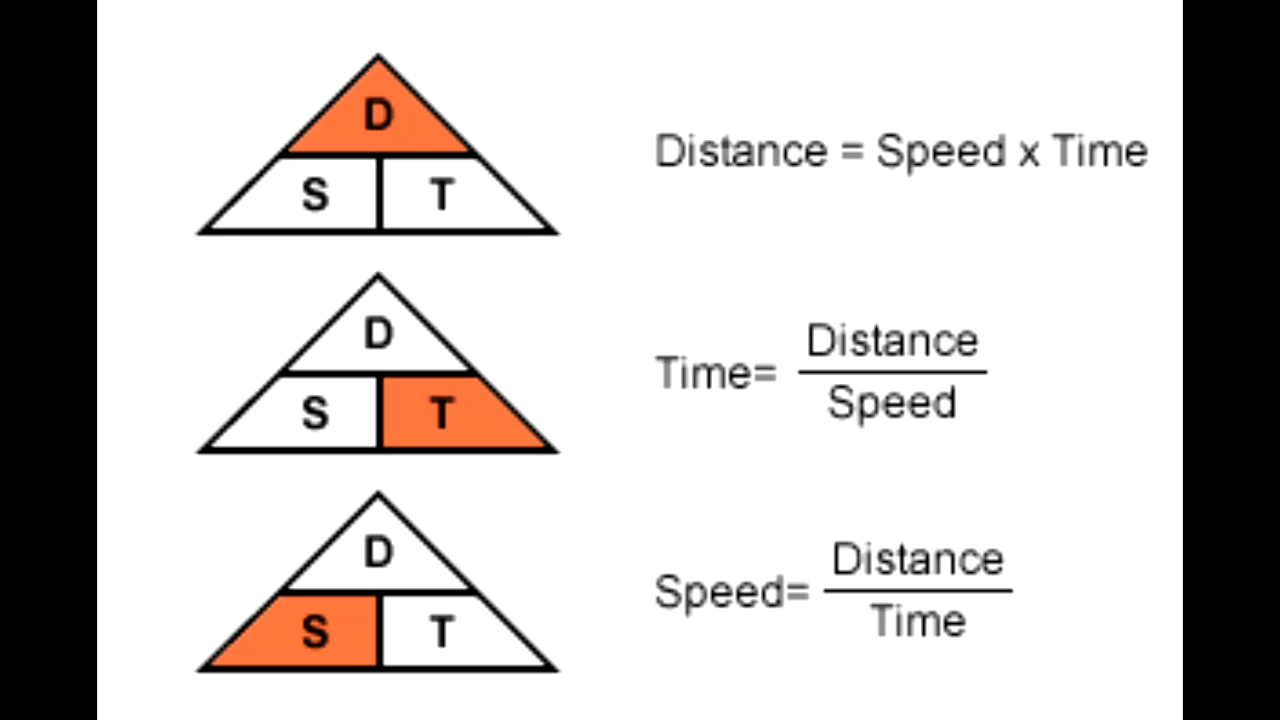 D
S T
Distance = Speed x Time
D
S T
Time= Distance
Speed
D
S T
Speed= Distance
Time